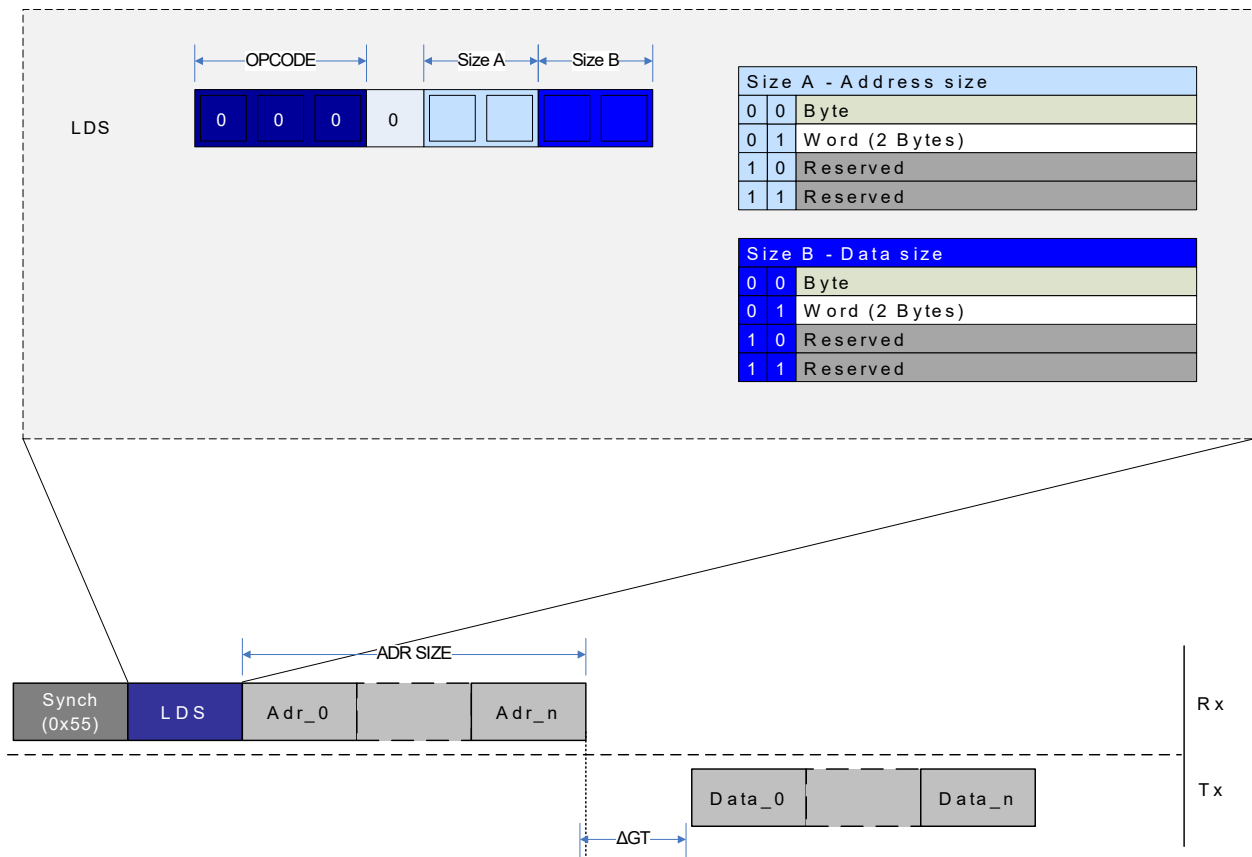 OPCODE Size A Size B
LDS 0 0 0 0
Size A - Address size
0 0 Byte
0 1 Word (2 Bytes)
1 0 Reserved
1 1 Reserved
Size B - Data size
0 0 Byte
0 1 Word (2 Bytes)
1 0 Reserved
1 1 Reserved
ADR SIZE
Synch
(0x55)
LDS
Adr_0
Adr_n
Rx
Data_0
Data_n
Tx
ΔGT